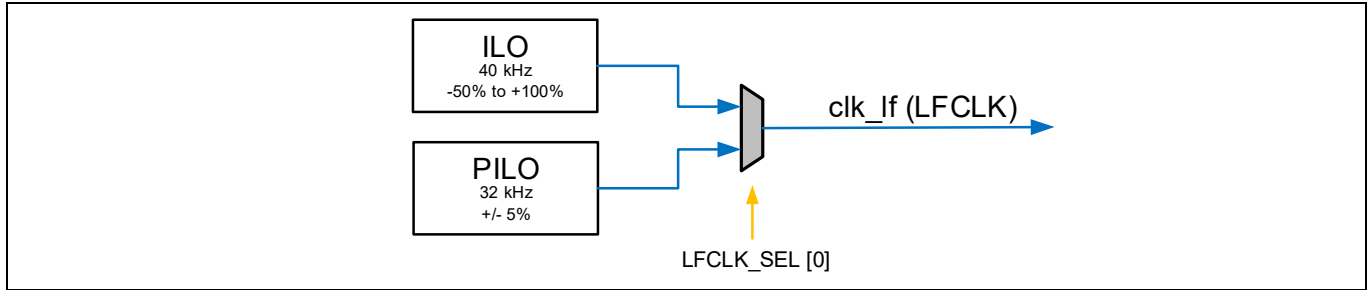 ILO
40 kHz
-50% to +100%
clk_lf (LFCLK)
PILO
32 kHz
+/- 5%
LFCLK_SEL [0]